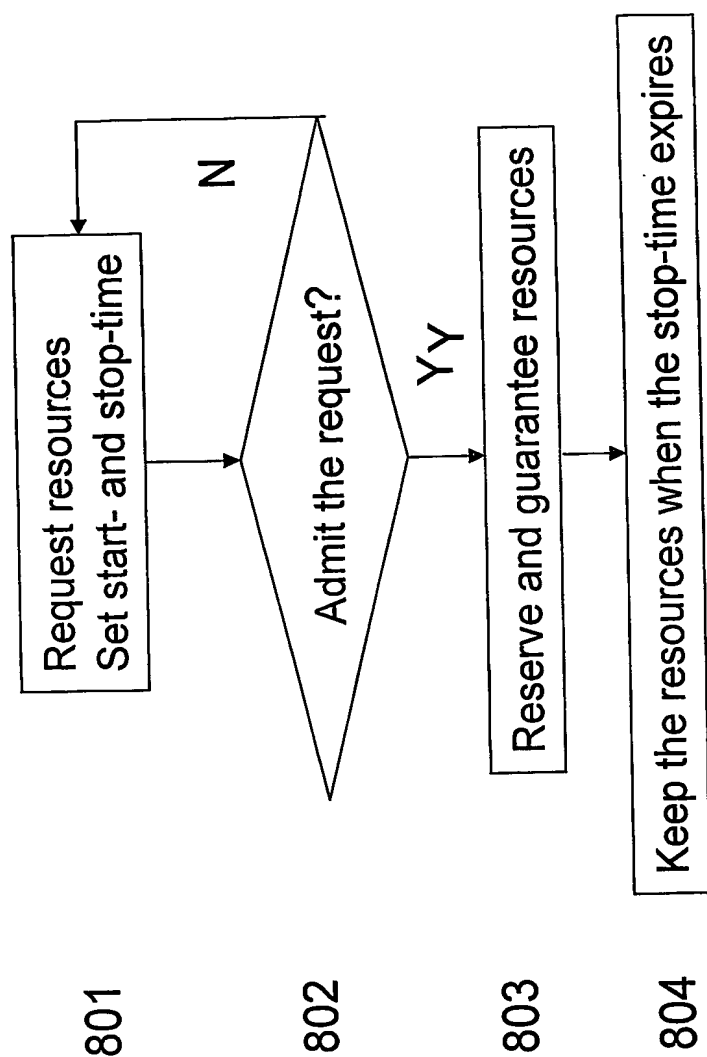 801
Request resources
Set start- and stop-time
N
802
Admit the request?
YY
803
Reserve and guarantee resources
804
Keep the resources when the stop-time expires